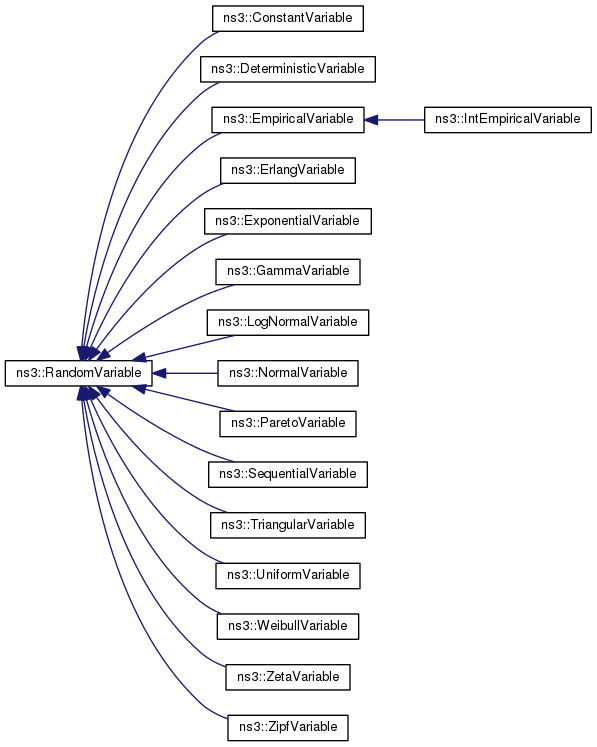 ns3::ConstantVariable
ns3::DeterministicVariable
ns3::EmpiricalVariable
ns3::IntEmpiricalVariable
ns3::ErlangVariable
ns3::ExponentialVariable
ns3::GammaVariable
ns3::LogNormalVariable
ns3::RandomVariable
ns3::NormalVariable
ns3::ParetoVariable
ns3::SequentialVariable
ns3::TriangularVariable
ns3::UniformVariable
ns3::WeibullVariable
ns3::ZetaVariable
ns3::ZipfVariable